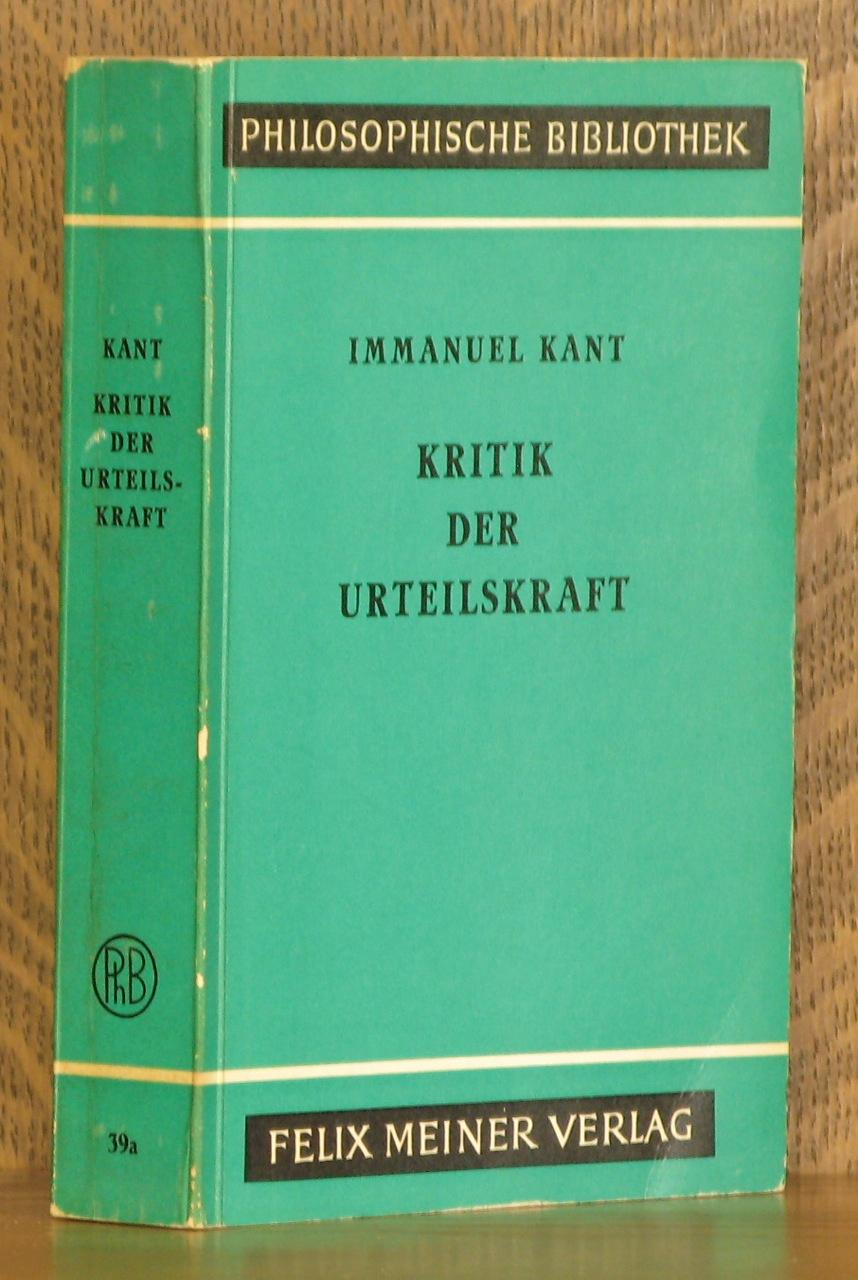 PHILOSOPHISCHE BIBLIOTHEK
IMMANUEL KANT
KRITIK
DER
URTEILSKRAFT
FELIX MEINER VERLAG
KANT
KRITIK
DER
URTEILS-
KRAFT
PhB
39a